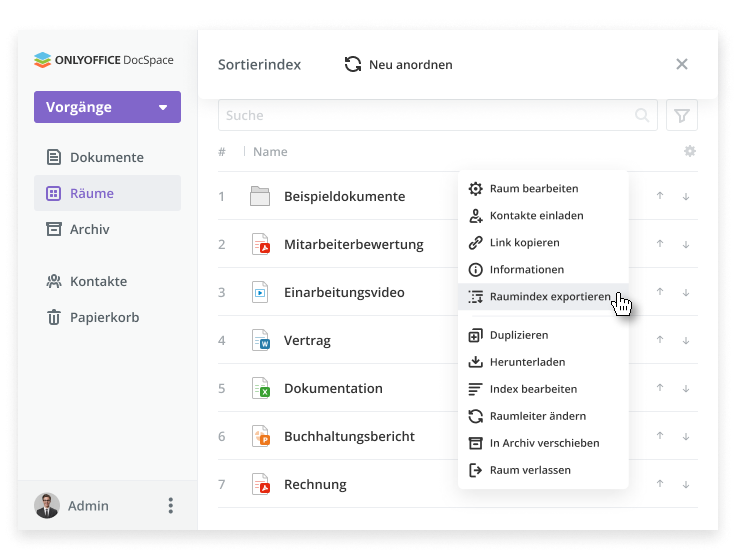 ONLYOFFICE DocSpace
Vorgänge
Dokumente
Räume
Archiv
Kontakte
Papierkorb
Admin
Sortierindex
Neu anordnen
Suche
# Name
1 Beispieldokumente
2 Mitarbeiterbewertung
3 Einarbeitungsvideo
4 Vertrag
5 Dokumentation
6 Buchhaltungsbericht
7 Rechnung
Raum bearbeiten
Kontakte einladen
Link kopieren
Informationen
Raumindex exportieren
Duplizieren
Herunterladen
Index bearbeiten
Raumleiter ändern
In Archiv verschieben
Raum verlassen